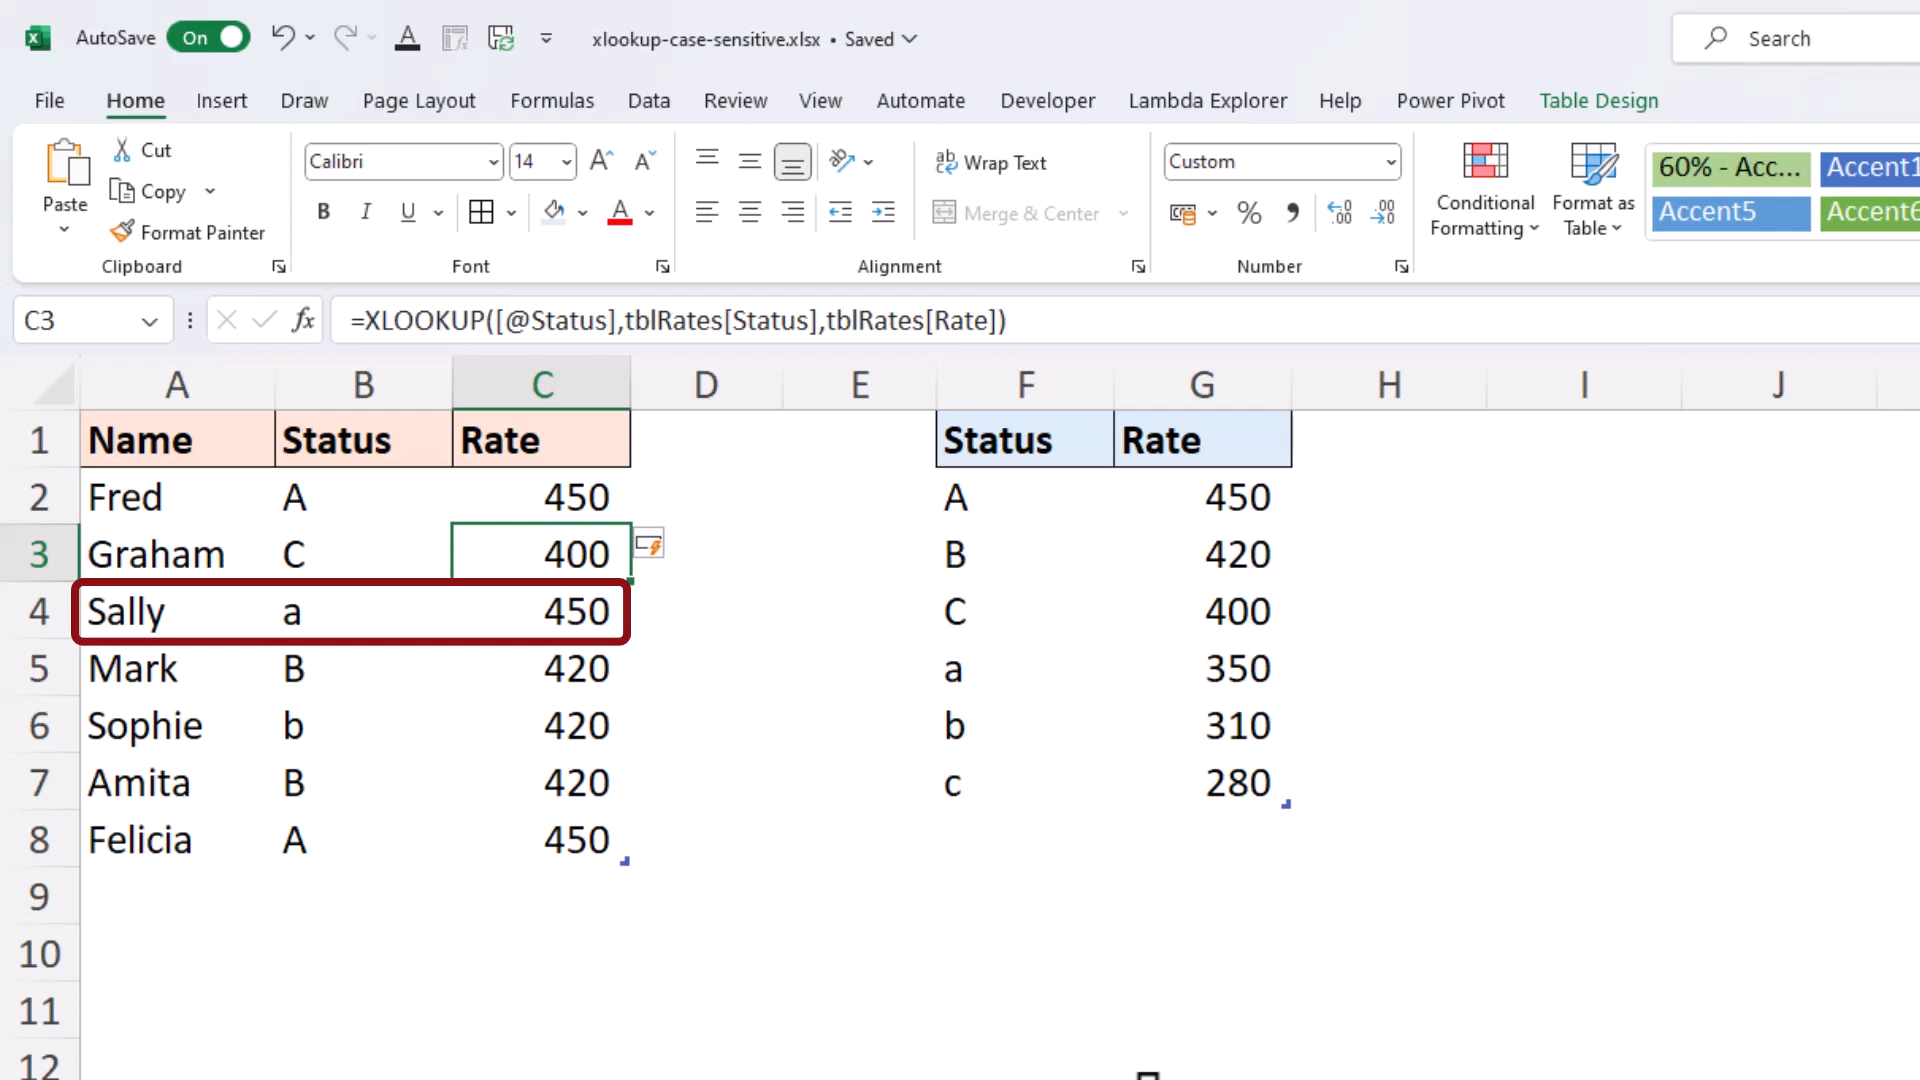 AutoSave On xlookup-case-sensitive.xlsx • Saved Search
File Home Insert Draw Page Layout Formulas Data Review View Automate Developer Lambda Explorer Help Power Pivot Table Design
Paste
Cut
Copy
Format Painter
Clipboard
Calibri 14
B I U
Font
Wrap Text
Merge & Center
Alignment
Custom
Number
Conditional Formatting
Format as Table
60% - Acc... Accent1
Accent5 Accent6
C3 fx =XLOOKUP([@Status],tblRates[Status],tblRates[Rate])
A B C D E F G H I J
1 Name Status Rate Status Rate
2 Fred A 450 A 450
3 Graham C 400 B 420
4 Sally a 450 C 400
5 Mark B 420 a 350
6 Sophie b 420 b 310
7 Amita B 420 c 280
8 Felicia A 450
9
10
11
12